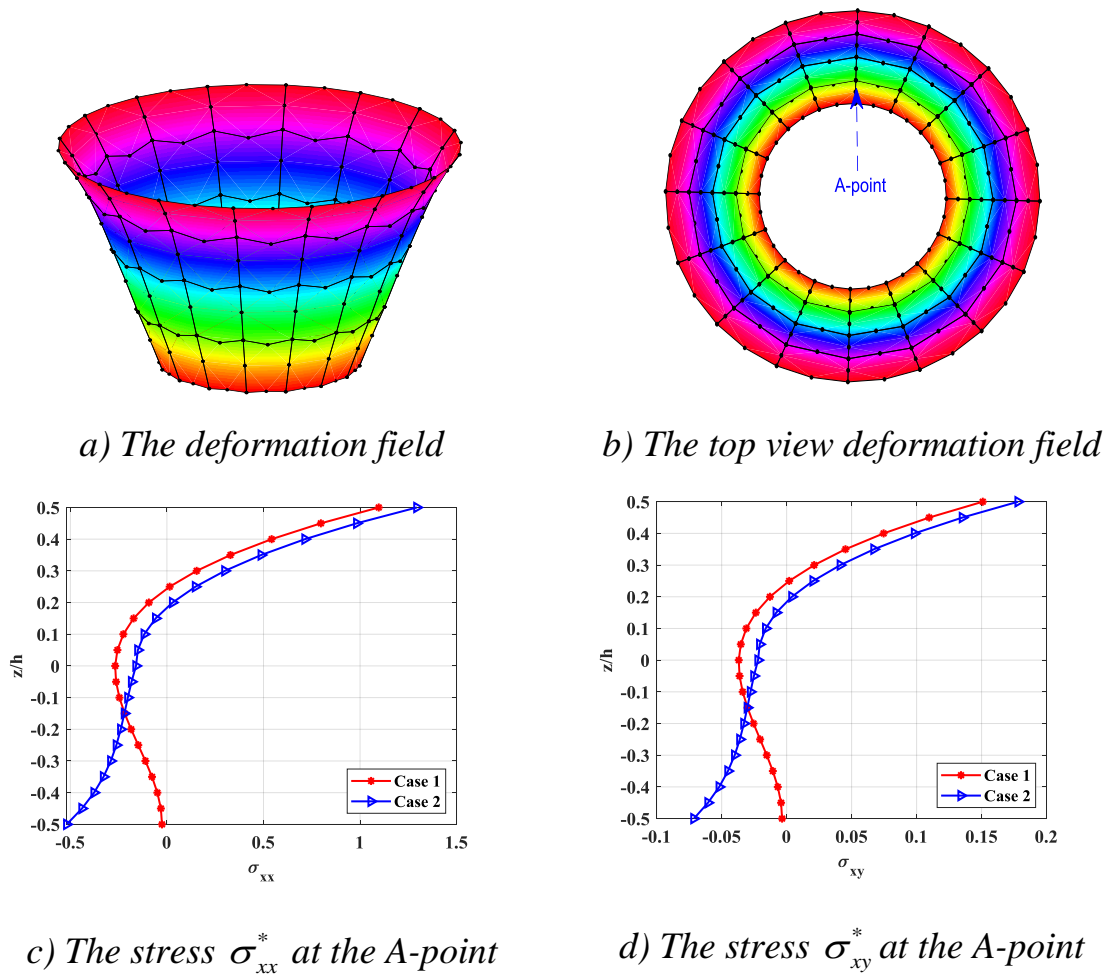 A-point
a) The deformation field
b) The top view deformation field
0.5
0.4
0.3
0.2
0.1
0
-0.1
-0.2
-0.3
-0.4
-0.5
z/h
-0.5 0 0.5 1 1.5
σxx
Case 1
Case 2
0.5
0.4
0.3
0.2
0.1
0
-0.1
-0.2
-0.3
-0.4
-0.5
z/h
-0.1 -0.05 0 0.05 0.1 0.15 0.2
σxy
Case 1
Case 2
c) The stress σ*xx at the A-point
d) The stress σ*xy at the A-point